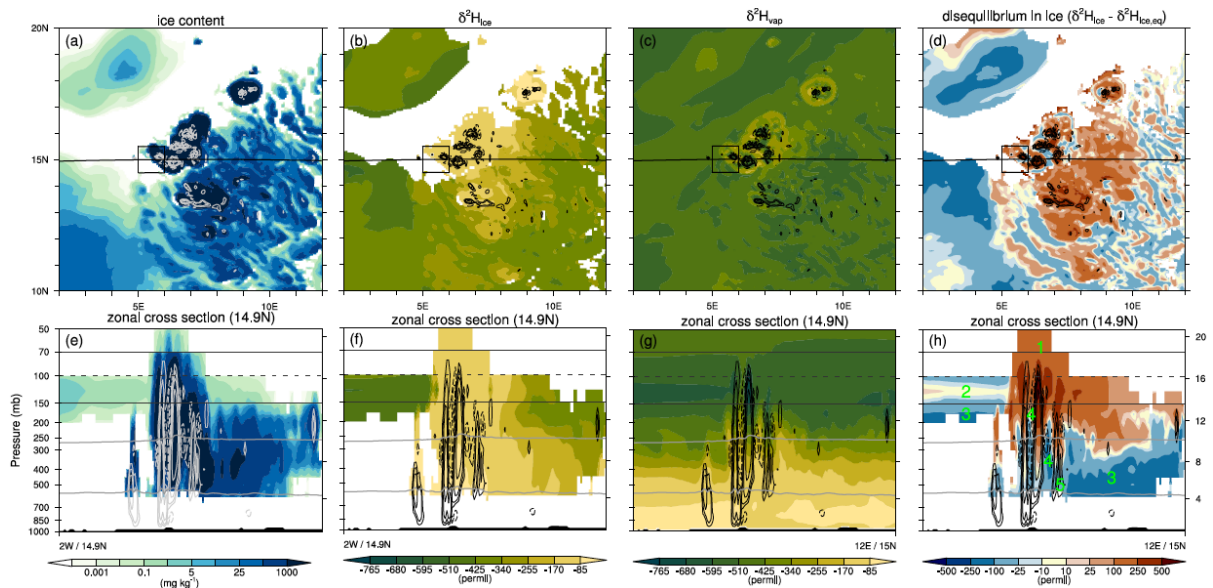 ice content
δ²H_Ice
δ²H_vap
disequilibrium in ice (δ²H_Ice - δ²H_Ice,eq)
(a)
(b)
(c)
(d)
20N
15N
10N
5E 10E
5E 10E
5E 10E
5E 10E
zonal cross section (14.9N)
zonal cross section (14.9N)
zonal cross section (14.9N)
zonal cross section (14.9N)
(e)
(f)
(g)
(h)
Pressure (mb)
50
70
100
150
200
250
300
400
500
700
850
1000
1
2
3
4
4
5
3
20
16
12
8
4
2W / 14.9N
2W / 14.9N
12E / 15N
12E / 15N
0.001 0.1 5 25 1000
(mg kg⁻¹)
-765 -680 -595 -510 -425 -340 -255 -170 -85
(permil)
-765 -680 -595 -510 -425 -340 -255 -170 -85
(permil)
-500 -250 -100 -25 -10 10 25 100 250 500
(permil)